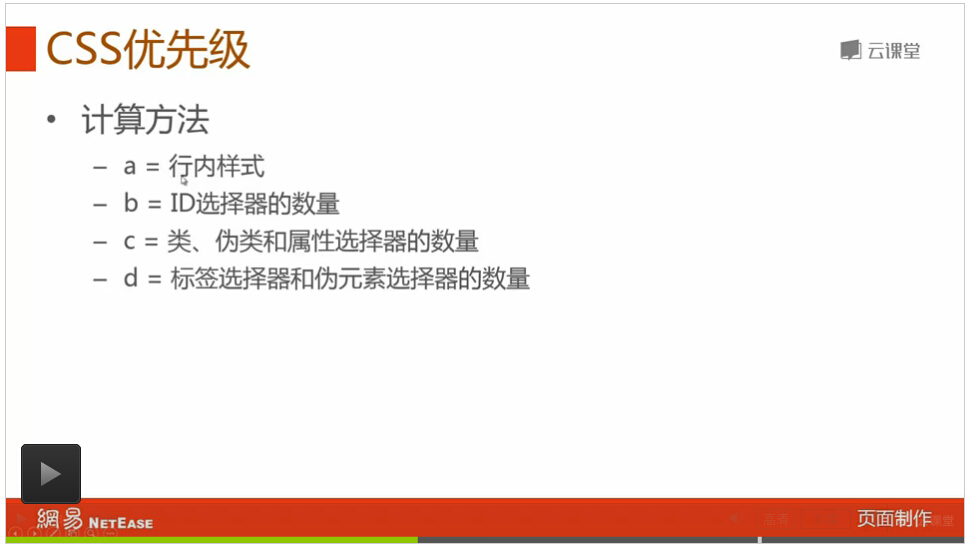 CSS优先级
云课堂
• 计算方法
– a = 行内样式
– b = ID选择器的数量
– c = 类、伪类和属性选择器的数量
– d = 标签选择器和伪元素选择器的数量
網易 NETEASE
页面制作